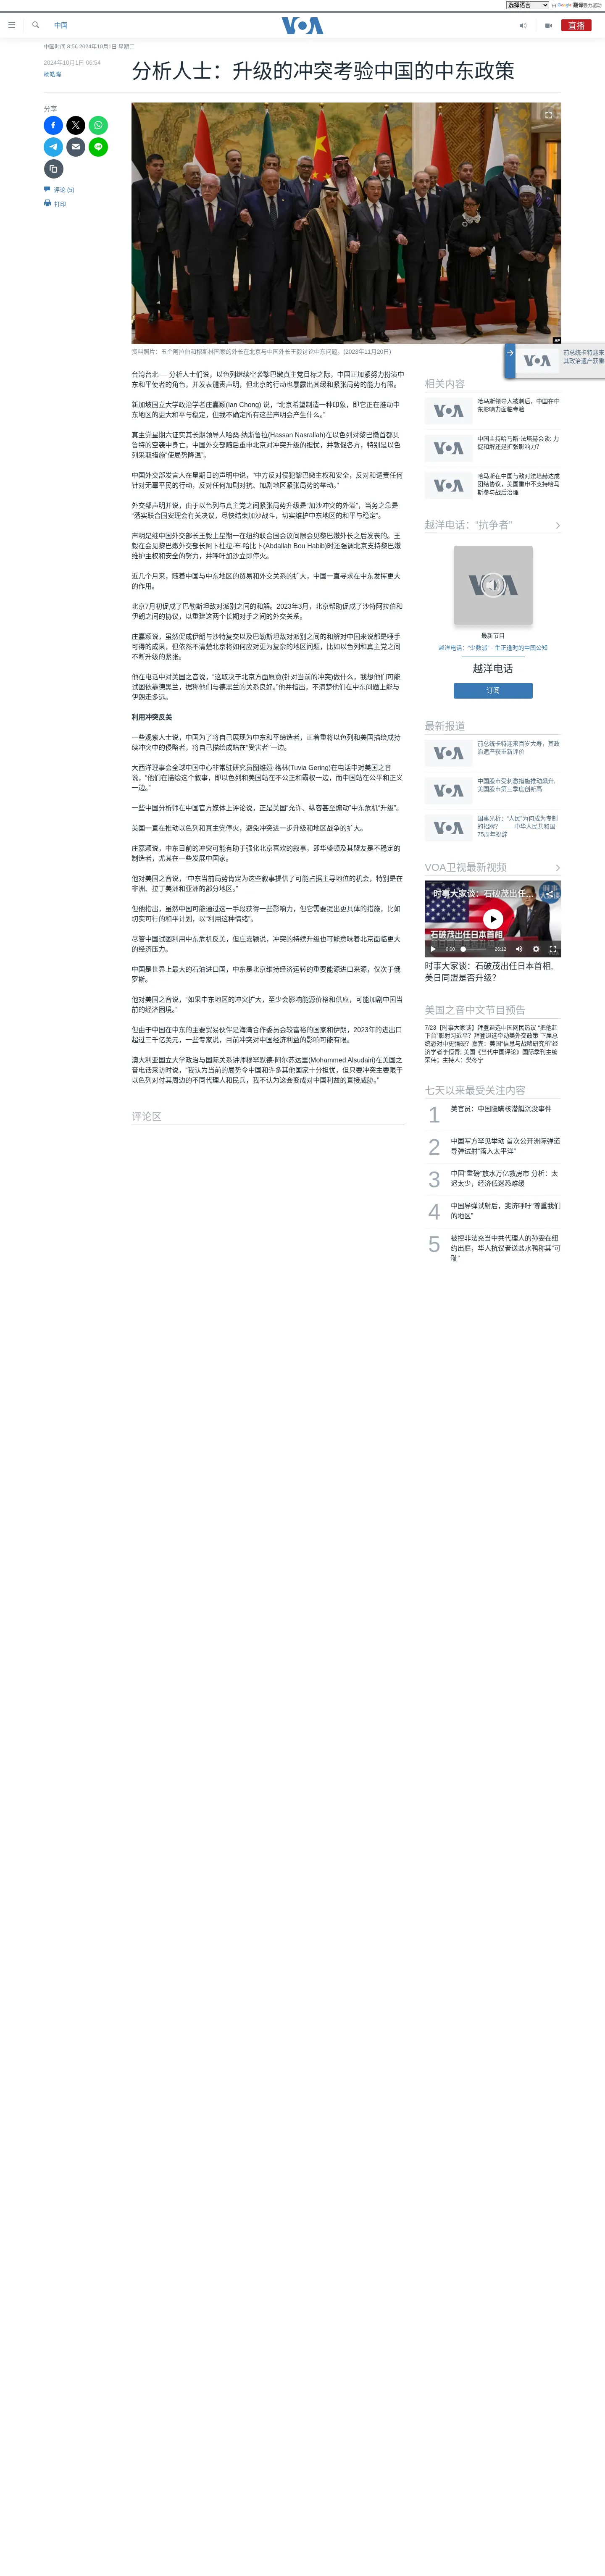 选择语言 由 Google 翻译强力驱动
中国 VOA 直播
中国时间 8:56 2024年10月1日 星期二
2024年10月1日 06:54
杨皓暐
分析人士：升级的冲突考验中国的中东政策
分享
评论 (5)
打印
AP
资料照片：五个阿拉伯和穆斯林国家的外长在北京与中国外长王毅讨论中东问题。(2023年11月20日)
台湾台北 — 分析人士们说，以色列继续空袭黎巴嫩真主党目标之际，中国正加紧努力扮演中
东和平使者的角色，并发表谴责声明，但北京的行动也暴露出其缓和紧张局势的能力有限。
新加坡国立大学政治学者庄嘉颖(Ian Chong) 说，“北京希望制造一种印象，即它正在推动中
东地区的更大和平与稳定，但我不确定所有这些声明会产生什么。”
真主党星期六证实其长期领导人哈桑·纳斯鲁拉(Hassan Nasrallah)在以色列对黎巴嫩首都贝
鲁特的空袭中身亡。中国外交部随后重申北京对冲突升级的担忧，并敦促各方，特别是以色
列采取措施“使局势降温”。
中国外交部发言人在星期日的声明中说，“中方反对侵犯黎巴嫩主权和安全，反对和谴责任何
针对无辜平民的行动，反对任何加剧对抗、加剧地区紧张局势的举动。”
外交部声明并说，由于以色列与真主党之间紧张局势升级是“加沙冲突的外溢”，当务之急是
“落实联合国安理会有关决议，尽快结束加沙战斗，切实维护中东地区的和平与稳定”。
声明是继中国外交部长王毅上星期一在纽约联合国会议间隙会见黎巴嫩外长之后发表的。王
毅在会见黎巴嫩外交部长阿卜杜拉·布·哈比卜(Abdallah Bou Habib)时还强调北京支持黎巴嫩
维护主权和安全的努力，并呼吁加沙立即停火。
近几个月来，随着中国与中东地区的贸易和外交关系的扩大，中国一直寻求在中东发挥更大
的作用。
北京7月初促成了巴勒斯坦敌对派别之间的和解。2023年3月，北京帮助促成了沙特阿拉伯和
伊朗之间的协议，以重建这两个长期对手之间的外交关系。
庄嘉颖说，虽然促成伊朗与沙特复交以及巴勒斯坦敌对派别之间的和解对中国来说都是唾手
可得的成果，但依然不清楚北京将如何应对更为复杂的地区问题，比如以色列和真主党之间
不断升级的紧张。
他在电话中对美国之音说，“这取决于北京方面愿意(针对当前的冲突)做什么，我想他们可能
试图依靠德黑兰，据称他们与德黑兰的关系良好。”他并指出，不清楚他们在中东问题上能与
伊朗走多远。
利用冲突反美
一些观察人士说，中国为了将自己展现为中东和平缔造者，正着重将以色列和美国描绘成持
续冲突中的侵略者，将自己描绘成站在“受害者”一边。
大西洋理事会全球中国中心非常驻研究员图维娅·格林(Tuvia Gering)在电话中对美国之音
说，“他们在描绘这个叙事，即以色列和美国站在不公正和霸权一边，而中国站在公平和正义
一边。”
一些中国分析师在中国官方媒体上评论说，正是美国“允许、纵容甚至煽动”中东危机“升级”。
美国一直在推动以色列和真主党停火，避免冲突进一步升级和地区战争的扩大。
庄嘉颖说，中东目前的冲突可能有助于强化北京喜欢的叙事，即华盛顿及其盟友是不稳定的
制造者，尤其在一些发展中国家。
他对美国之音说，“中东当前局势肯定为这些叙事提供了可能占据主导地位的机会，特别是在
非洲、拉丁美洲和亚洲的部分地区。”
但他指出，虽然中国可能通过这一手段获得一些影响力，但它需要提出更具体的措施，比如
切实可行的和平计划，以“利用这种情绪”。
尽管中国试图利用中东危机反美，但庄嘉颖说，冲突的持续升级也可能意味着北京面临更大
的经济压力。
中国是世界上最大的石油进口国，中东是北京维持经济运转的重要能源进口来源，仅次于俄
罗斯。
他对美国之音说，“如果中东地区的冲突扩大，至少会影响能源价格和供应，可能加剧中国当
前的经济困境。”
但由于中国在中东的主要贸易伙伴是海湾合作委员会较富裕的国家和伊朗，2023年的进出口
超过三千亿美元，一些专家说，目前冲突对中国经济利益的影响可能有限。
澳大利亚国立大学政治与国际关系讲师穆罕默德·阿尔苏达里(Mohammed Alsudairi)在美国之
音电话采访时说，“我认为当前的局势令中国和许多其他国家十分担忧，但只要冲突主要限于
以色列对付其周边的不同代理人和民兵，我不认为这会变成对中国利益的直接威胁。”
评论区
前总统卡特迎来
其政治遗产获重
相关内容
哈马斯领导人被刺后，中国在中
东影响力面临考验
中国主持哈马斯-法塔赫会谈: 力
促和解还是扩张影响力？
哈马斯在中国与敌对法塔赫达成
团结协议，美国重申不支持哈马
斯参与战后治理
越洋电话：“抗争者”
最新节目
越洋电话：“少数派” - 生正逢时的中国公知
越洋电话
订阅
最新报道
前总统卡特迎来百岁大寿，其政
治遗产获重新评价
中国股市受刺激措施推动飙升,
美国股市第三季度创新高
国事光析：“人民”为何成为专制
的招牌？—— 中华人民共和国
75周年祝辞
VOA卫视最新视频
时事大家谈：石破茂出任...
石破茂出任日本首相
0:00 26:12
时事大家谈：石破茂出任日本首相,
美日同盟是否升级？
美国之音中文节目预告
7/23【时事大家谈】拜登退选中国网民热议 “把他赶
下台”影射习近平？拜登退选牵动美外交政策 下届总
统恐对中更强硬？嘉宾：美国“信息与战略研究所”经
济学者李恒青; 美国《当代中国评论》国际季刊主编
荣伟；主持人：樊冬宁
七天以来最受关注内容
1 美官员：中国隐瞒核潜艇沉没事件
2 中国军方罕见举动 首次公开洲际弹道
导弹试射“落入太平洋”
3 中国“重磅”放水万亿救房市 分析：太
迟太少，经济低迷恐难缓
4 中国导弹试射后，斐济呼吁“尊重我们
的地区”
5 被控非法充当中共代理人的孙雯在纽
约出庭，华人抗议者送盐水鸭称其“可
耻”